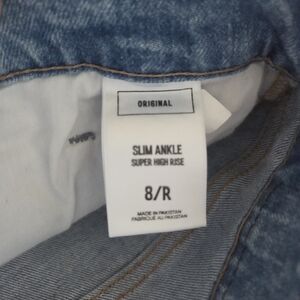 ORIGINAL
SLIM ANKLE
SUPER HIGH RISE
8/R
MADE IN PAKISTAN
FABRIQUÉ AU PAKISTAN